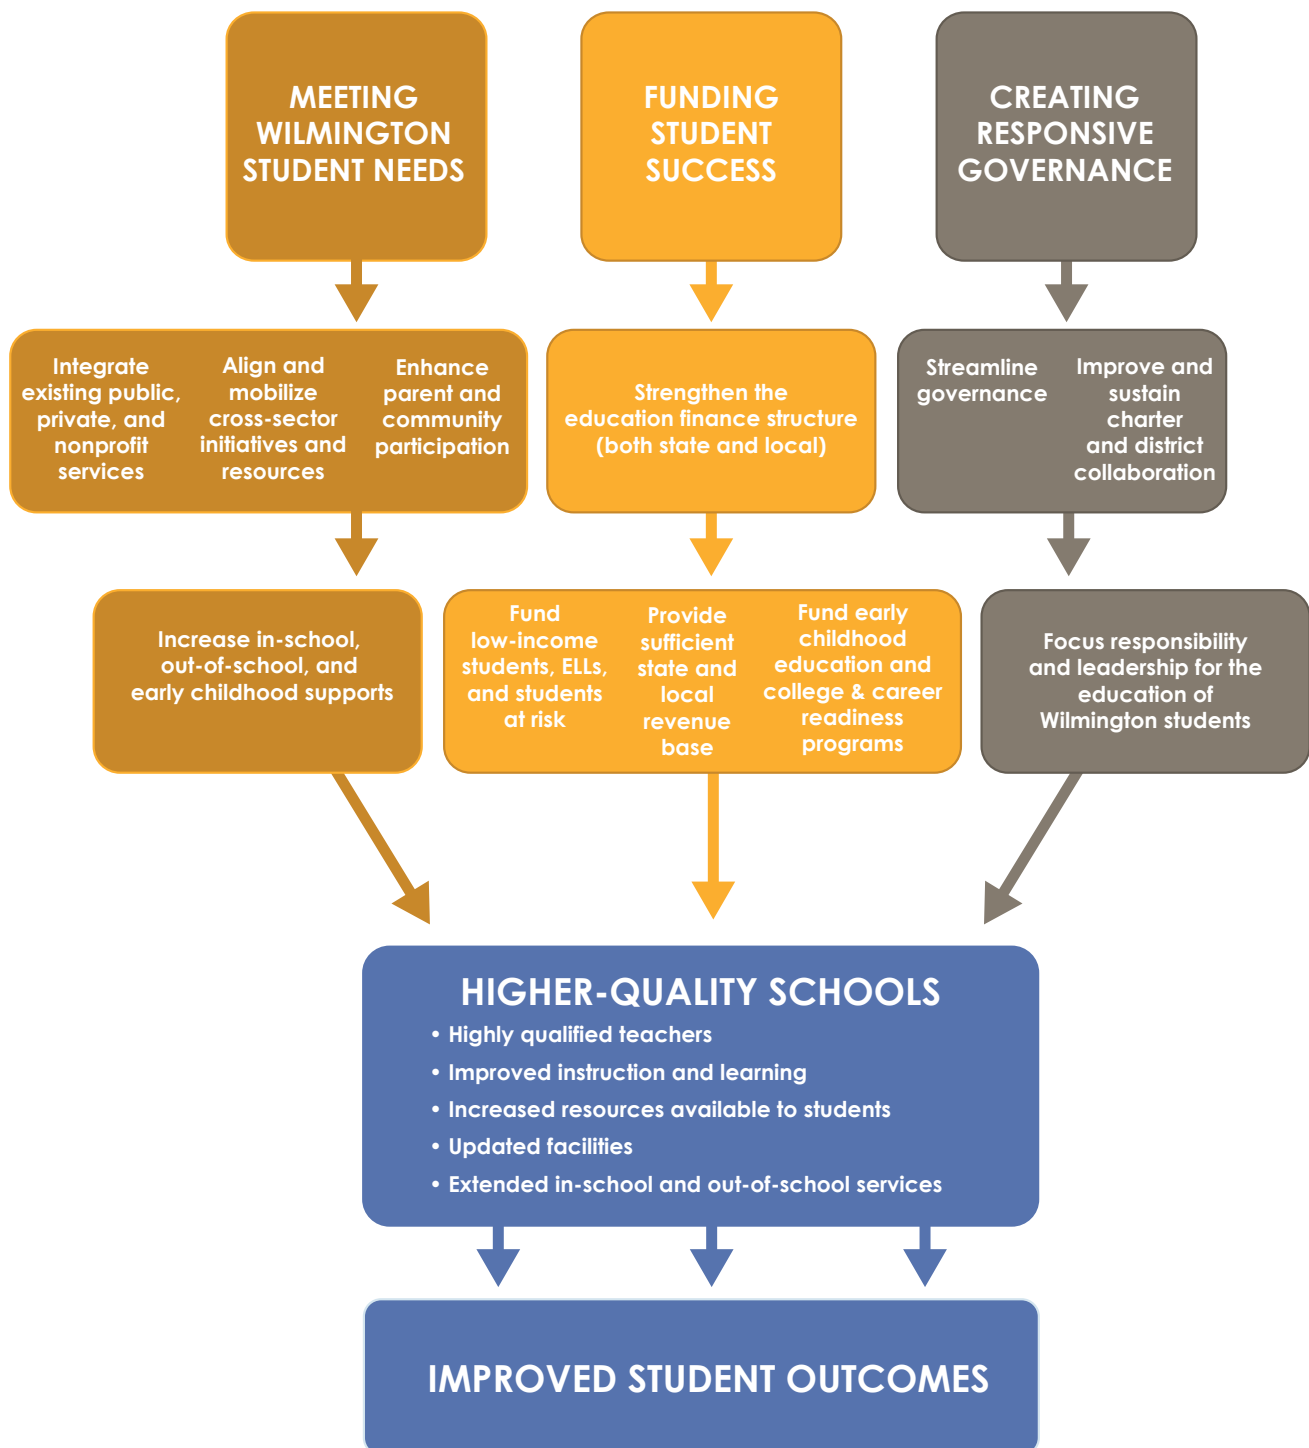 MEETING
WILMINGTON
STUDENT NEEDS
FUNDING
STUDENT
SUCCESS
CREATING
RESPONSIVE
GOVERNANCE
Integrate
existing public,
private, and
nonprofit
services
Align and
mobilize
cross-sector
initiatives and
resources
Enhance
parent and
community
participation
Strengthen the
education finance structure
(both state and local)
Streamline
governance
Improve and
sustain
charter
and district
collaboration
Increase in-school,
out-of-school, and
early childhood supports
Fund
low-income
students, ELLs,
and students
at risk
Provide
sufficient
state and
local
revenue
base
Fund early
childhood
education and
college & career
readiness
programs
Focus responsibility
and leadership for the
education of
Wilmington students
HIGHER-QUALITY SCHOOLS
• Highly qualified teachers
• Improved instruction and learning
• Increased resources available to students
• Updated facilities
• Extended in-school and out-of-school services
IMPROVED STUDENT OUTCOMES